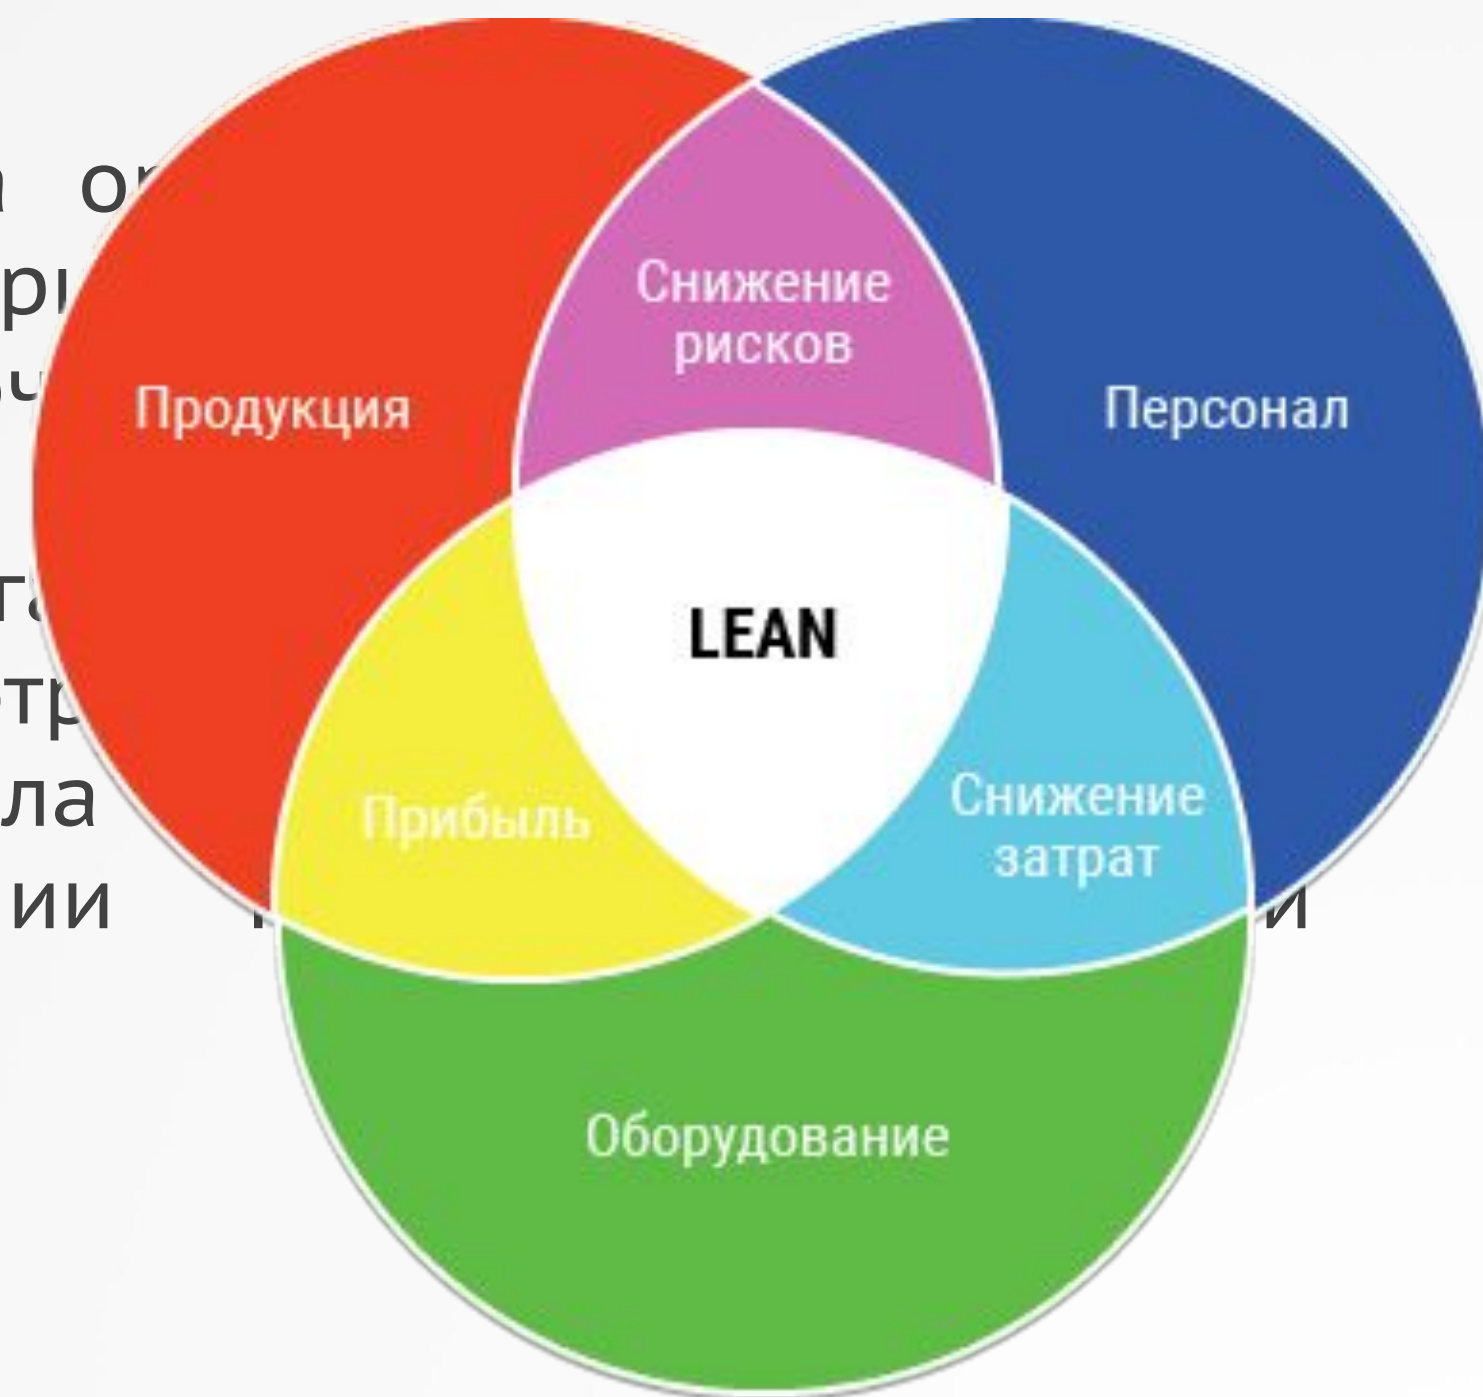 Снижение
рисков
Продукция
Персонал
LEAN
Прибыль
Снижение
затрат
Оборудование